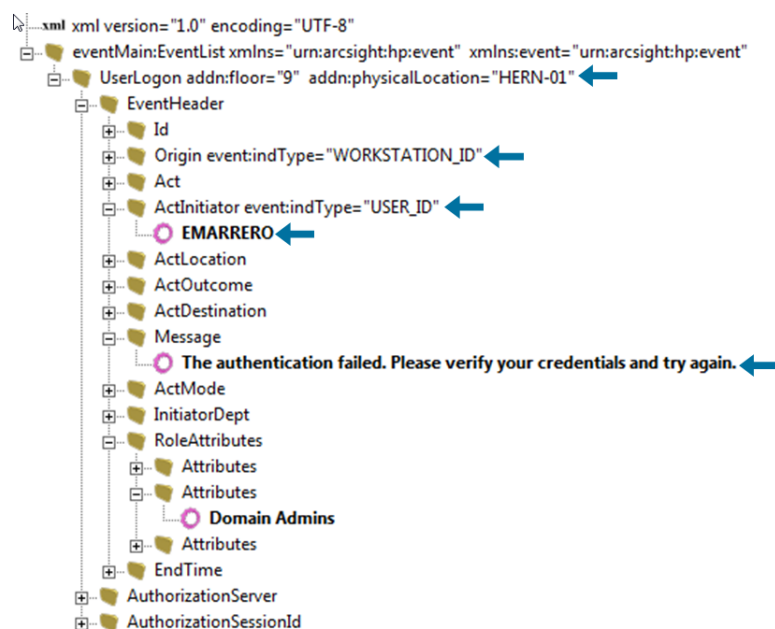 xml xml version="1.0" encoding="UTF-8"
eventMain:EventList xmlns="urn:arcsight:hp:event" xmlns:event="urn:arcsight:hp:event"
UserLogon addn:floor="9" addn:physicalLocation="HERN-01"
EventHeader
Id
Origin event:indType="WORKSTATION_ID"
Act
ActInitiator event:indType="USER_ID"
EMARRERO
ActLocation
ActOutcome
ActDestination
Message
The authentication failed. Please verify your credentials and try again.
ActMode
InitiatorDept
RoleAttributes
Attributes
Attributes
Domain Admins
Attributes
EndTime
AuthorizationServer
AuthorizationSessionId